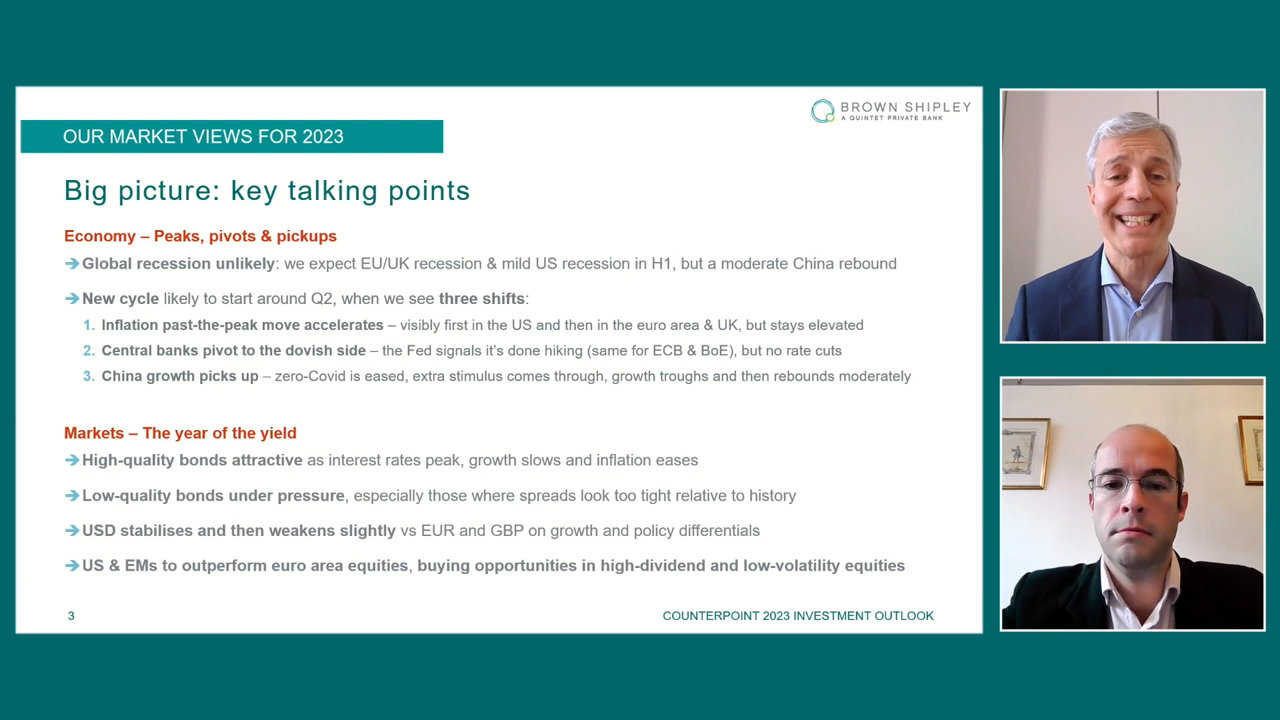 BROWN SHIPLEY
A QUINTET PRIVATE BANK
OUR MARKET VIEWS FOR 2023
Big picture: key talking points
Economy – Peaks, pivots & pickups
➔ Global recession unlikely: we expect EU/UK recession & mild US recession in H1, but a moderate China rebound
➔ New cycle likely to start around Q2, when we see three shifts:
1. Inflation past-the-peak move accelerates – visibly first in the US and then in the euro area & UK, but stays elevated
2. Central banks pivot to the dovish side – the Fed signals it's done hiking (same for ECB & BoE), but no rate cuts
3. China growth picks up – zero-Covid is eased, extra stimulus comes through, growth troughs and then rebounds moderately
Markets – The year of the yield
➔ High-quality bonds attractive as interest rates peak, growth slows and inflation eases
➔ Low-quality bonds under pressure, especially those where spreads look too tight relative to history
➔ USD stabilises and then weakens slightly vs EUR and GBP on growth and policy differentials
➔ US & EMs to outperform euro area equities, buying opportunities in high-dividend and low-volatility equities
3
COUNTERPOINT 2023 INVESTMENT OUTLOOK